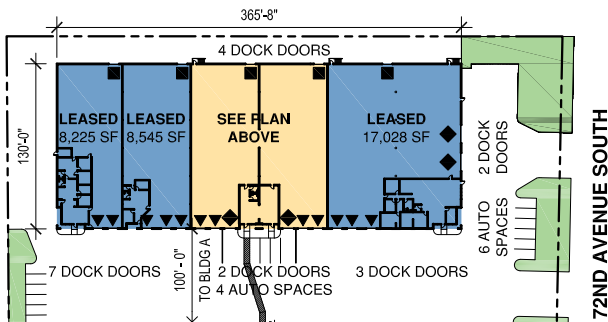 365'-8"
4 DOCK DOORS
130'-0"
LEASED
8,225 SF
LEASED
8,545 SF
SEE PLAN
ABOVE
LEASED
17,028 SF
2 DOCK
DOORS
6 AUTO
SPACES
72ND AVENUE SOUTH
7 DOCK DOORS
100' - 0"
TO BLDG A
2 DOCK DOORS
4 AUTO SPACES
3 DOCK DOORS